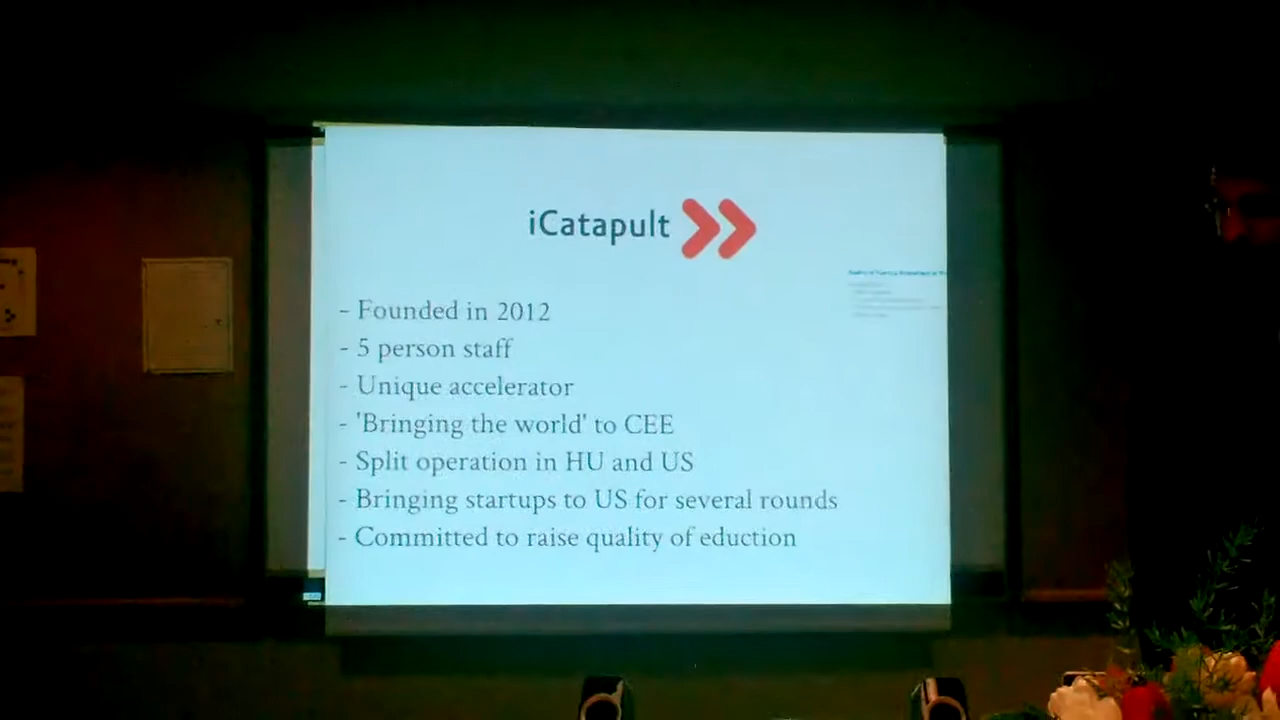 iCatapult
- Founded in 2012
- 5 person staff
- Unique accelerator
- 'Bringing the world' to CEE
- Split operation in HU and US
- Bringing startups to US for several rounds
- Committed to raise quality of eduction